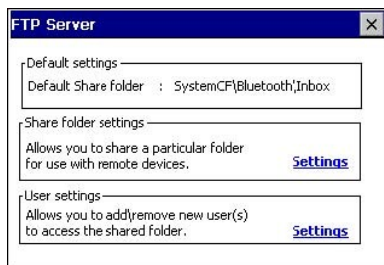 FTP Server
Default settings
Default Share folder : SystemCF\Bluetooth\Inbox
Share folder settings
Allows you to share a particular folder
for use with remote devices.
Settings
User settings
Allows you to add\remove new user(s)
to access the shared folder.
Settings